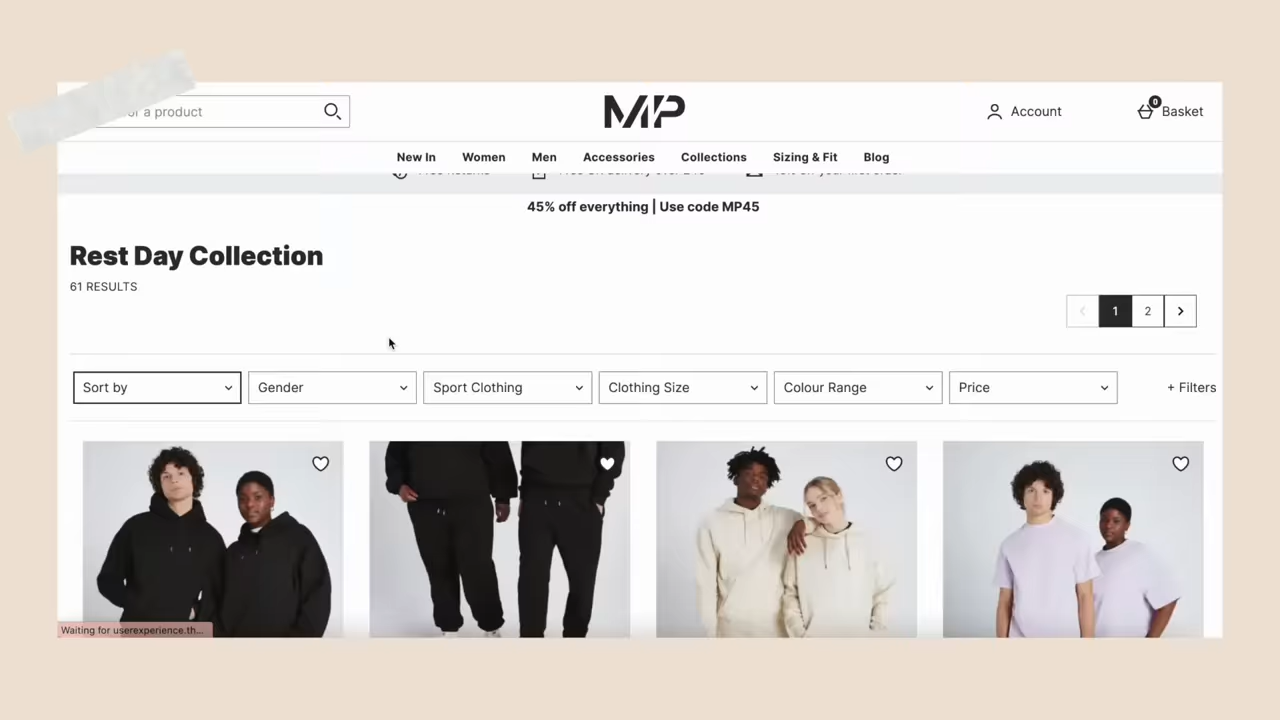 or a product
MP
Account
0
Basket
New In Women Men Accessories Collections Sizing & Fit Blog
45% off everything | Use code MP45
Rest Day Collection
61 RESULTS
1 2
Sort by Gender Sport Clothing Clothing Size Colour Range Price + Filters
Waiting for userexperience.th...